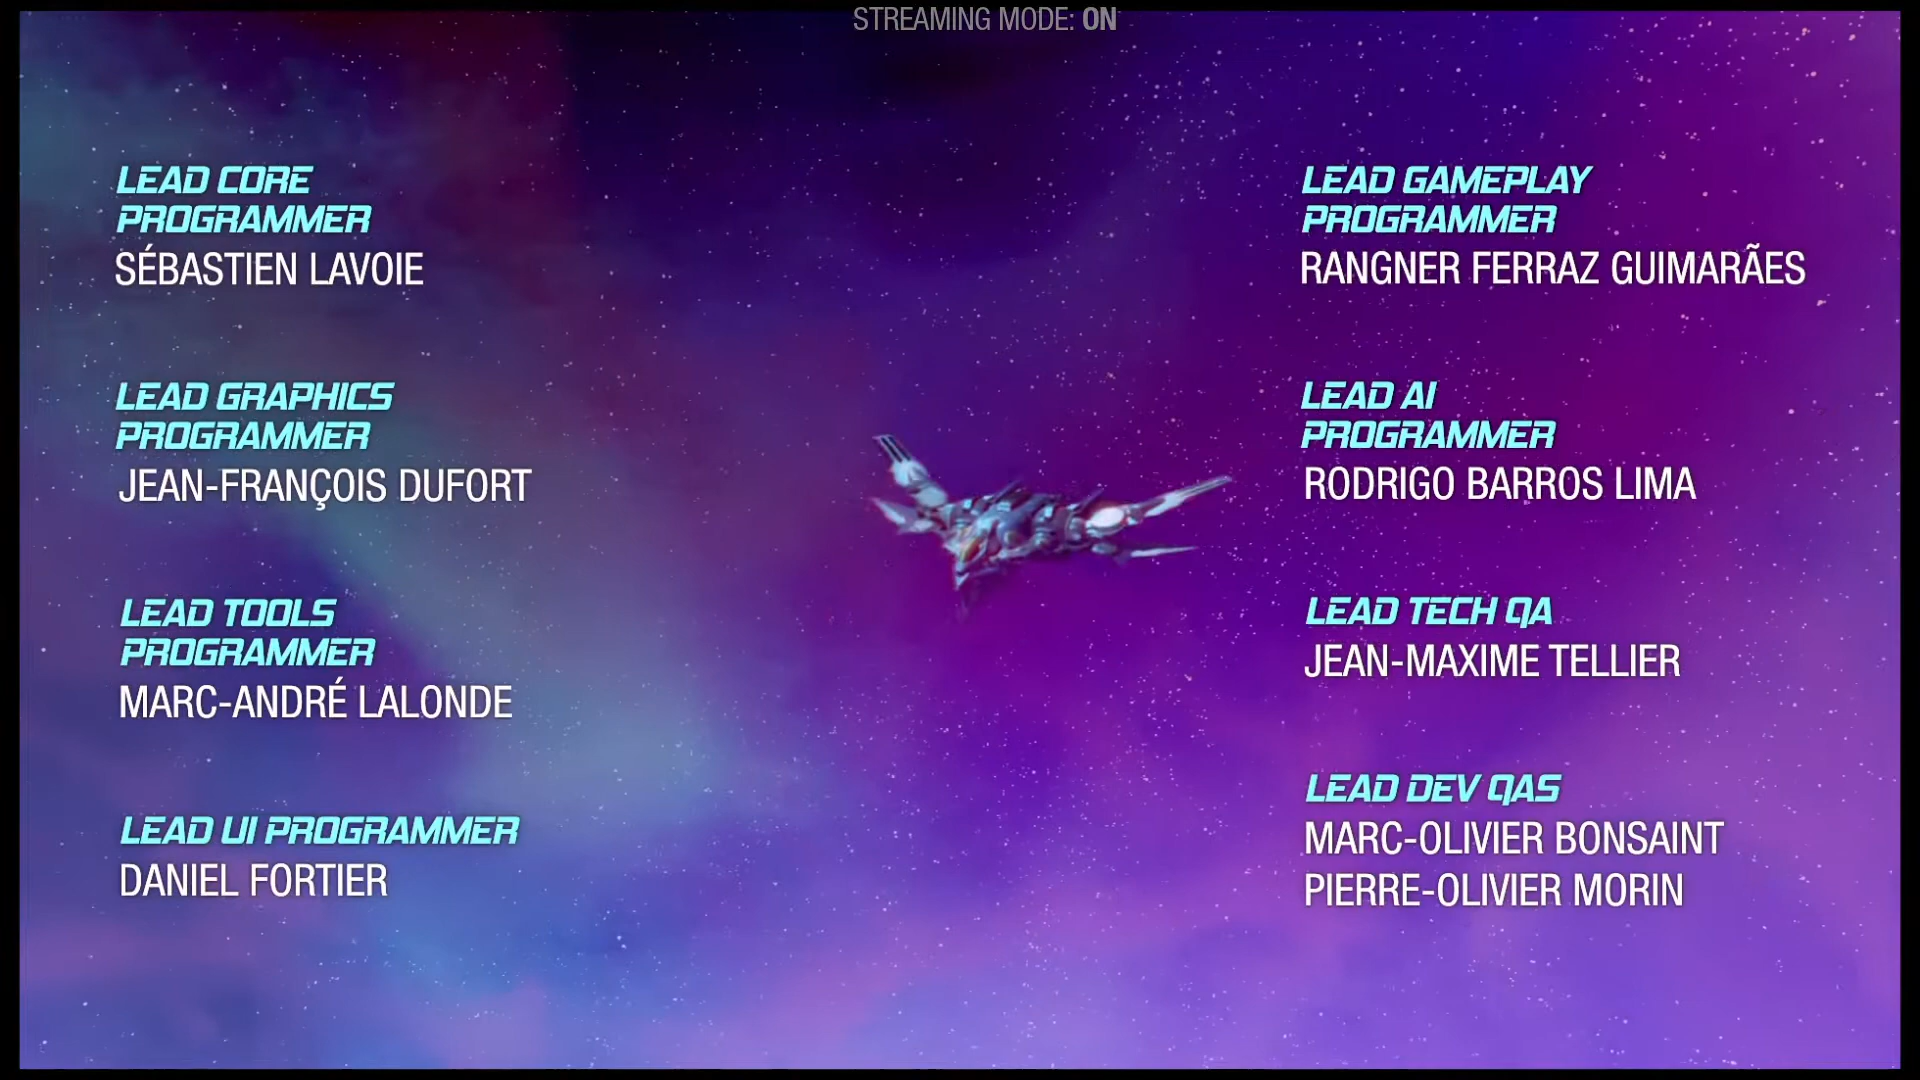 STREAMING MODE: ON
LEAD CORE
PROGRAMMER
SÉBASTIEN LAVOIE
LEAD GRAPHICS
PROGRAMMER
JEAN-FRANÇOIS DUFORT
LEAD TOOLS
PROGRAMMER
MARC-ANDRÉ LALONDE
LEAD UI PROGRAMMER
DANIEL FORTIER
LEAD GAMEPLAY
PROGRAMMER
RANGNER FERRAZ GUIMARÃES
LEAD AI
PROGRAMMER
RODRIGO BARROS LIMA
LEAD TECH QA
JEAN-MAXIME TELLIER
LEAD DEV QAS
MARC-OLIVIER BONSAINT
PIERRE-OLIVIER MORIN